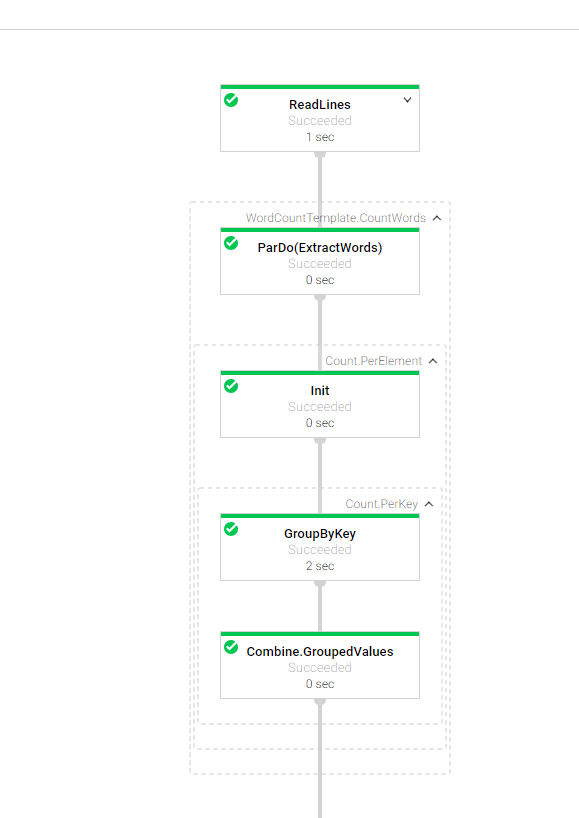 ReadLines
Succeeded
1 sec
WordCountTemplate.CountWords
ParDo(ExtractWords)
Succeeded
0 sec
Count.PerElement
Init
Succeeded
0 sec
Count.PerKey
GroupByKey
Succeeded
2 sec
Combine.GroupedValues
Succeeded
0 sec